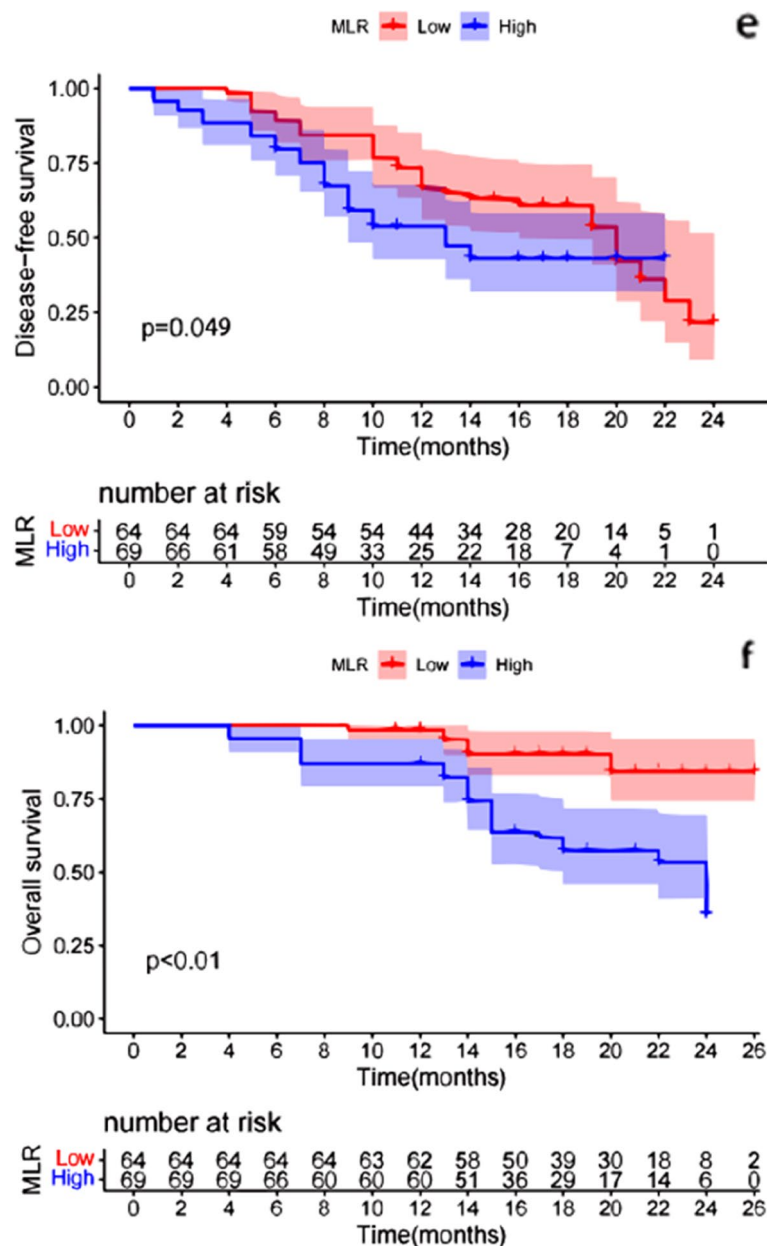 e
MLR Low High
Disease-free survival
1.00
0.75
0.50
0.25
0.00
p=0.049
0 2 4 6 8 10 12 14 16 18 20 22 24
Time(months)
number at risk
MLR
Low 64 64 64 59 54 54 44 34 28 20 14 5 1
High 69 66 61 58 49 33 25 22 18 7 4 1 0
0 2 4 6 8 10 12 14 16 18 20 22 24
Time(months)
f
MLR Low High
Overall survival
1.00
0.75
0.50
0.25
0.00
p<0.01
0 2 4 6 8 10 12 14 16 18 20 22 24 26
Time(months)
number at risk
MLR
Low 64 64 64 64 64 63 62 58 50 39 30 18 8 2
High 69 69 69 66 60 60 60 51 36 29 17 14 6 0
0 2 4 6 8 10 12 14 16 18 20 22 24 26
Time(months)